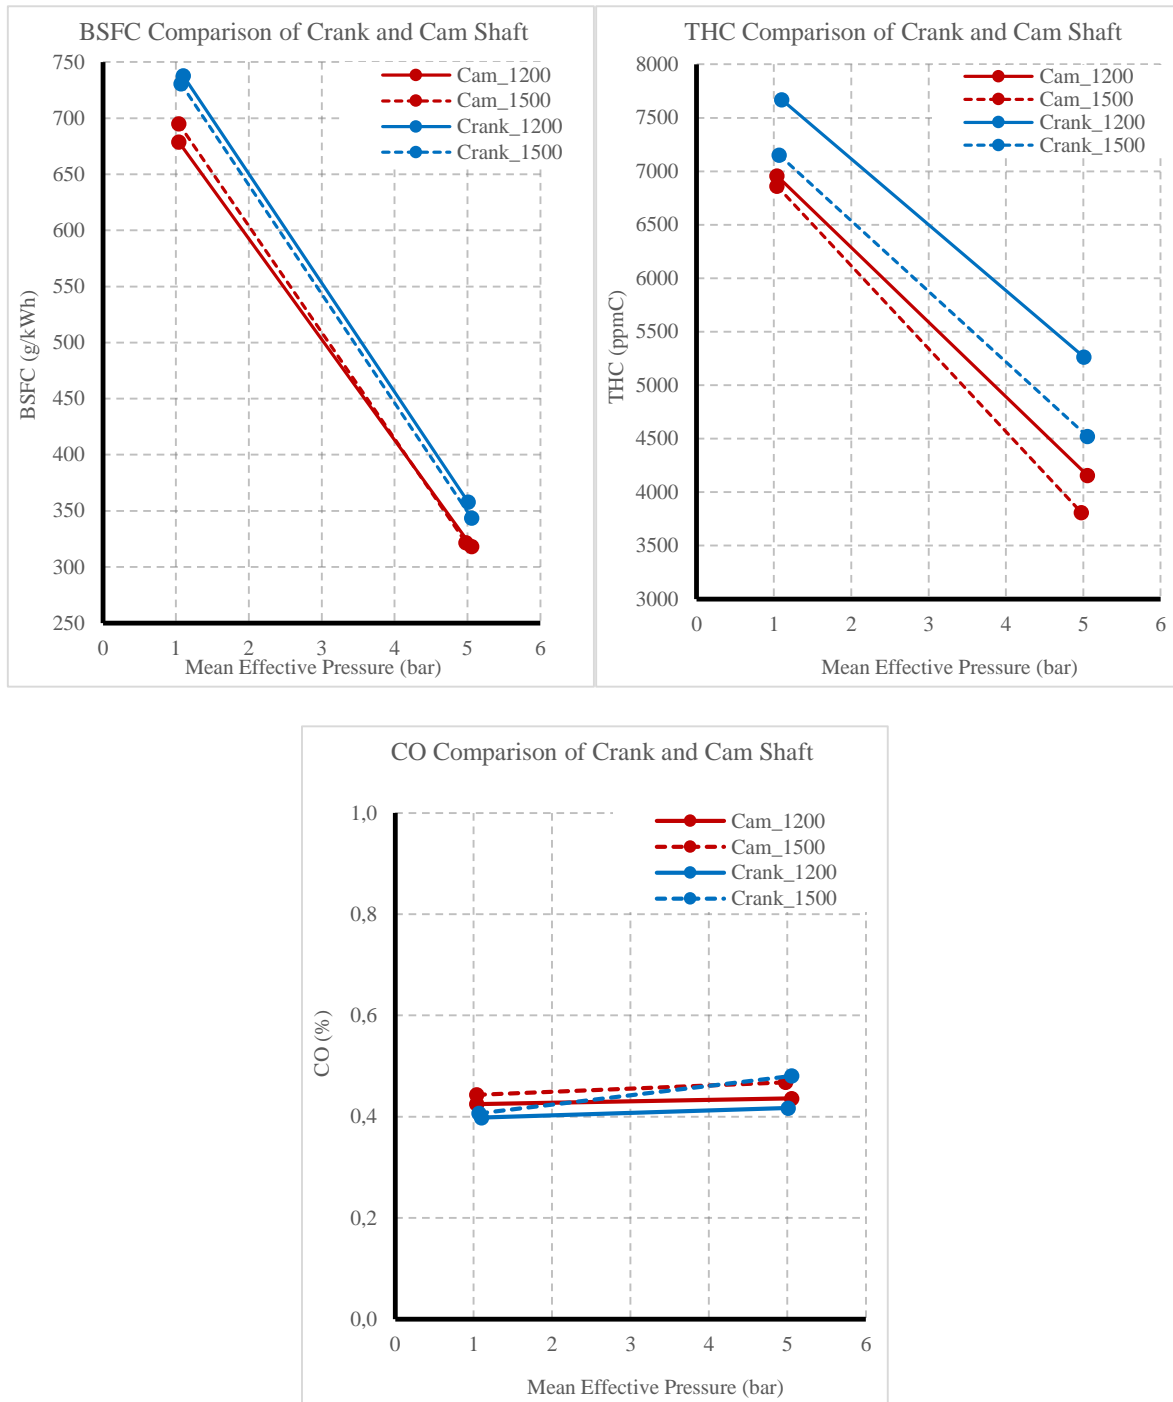 BSFC Comparison of Crank and Cam Shaft
750
700
650
600
550
500
450
400
350
300
250
0 1 2 3 4 5 6
BSFC (g/kWh)
Mean Effective Pressure (bar)
Cam_1200
Cam_1500
Crank_1200
Crank_1500
THC Comparison of Crank and Cam Shaft
8000
7500
7000
6500
6000
5500
5000
4500
4000
3500
3000
0 1 2 3 4 5 6
THC (ppmC)
Mean Effective Pressure (bar)
Cam_1200
Cam_1500
Crank_1200
Crank_1500
CO Comparison of Crank and Cam Shaft
1,0
0,8
0,6
0,4
0,2
0,0
0 1 2 3 4 5 6
CO (%)
Mean Effective Pressure (bar)
Cam_1200
Cam_1500
Crank_1200
Crank_1500